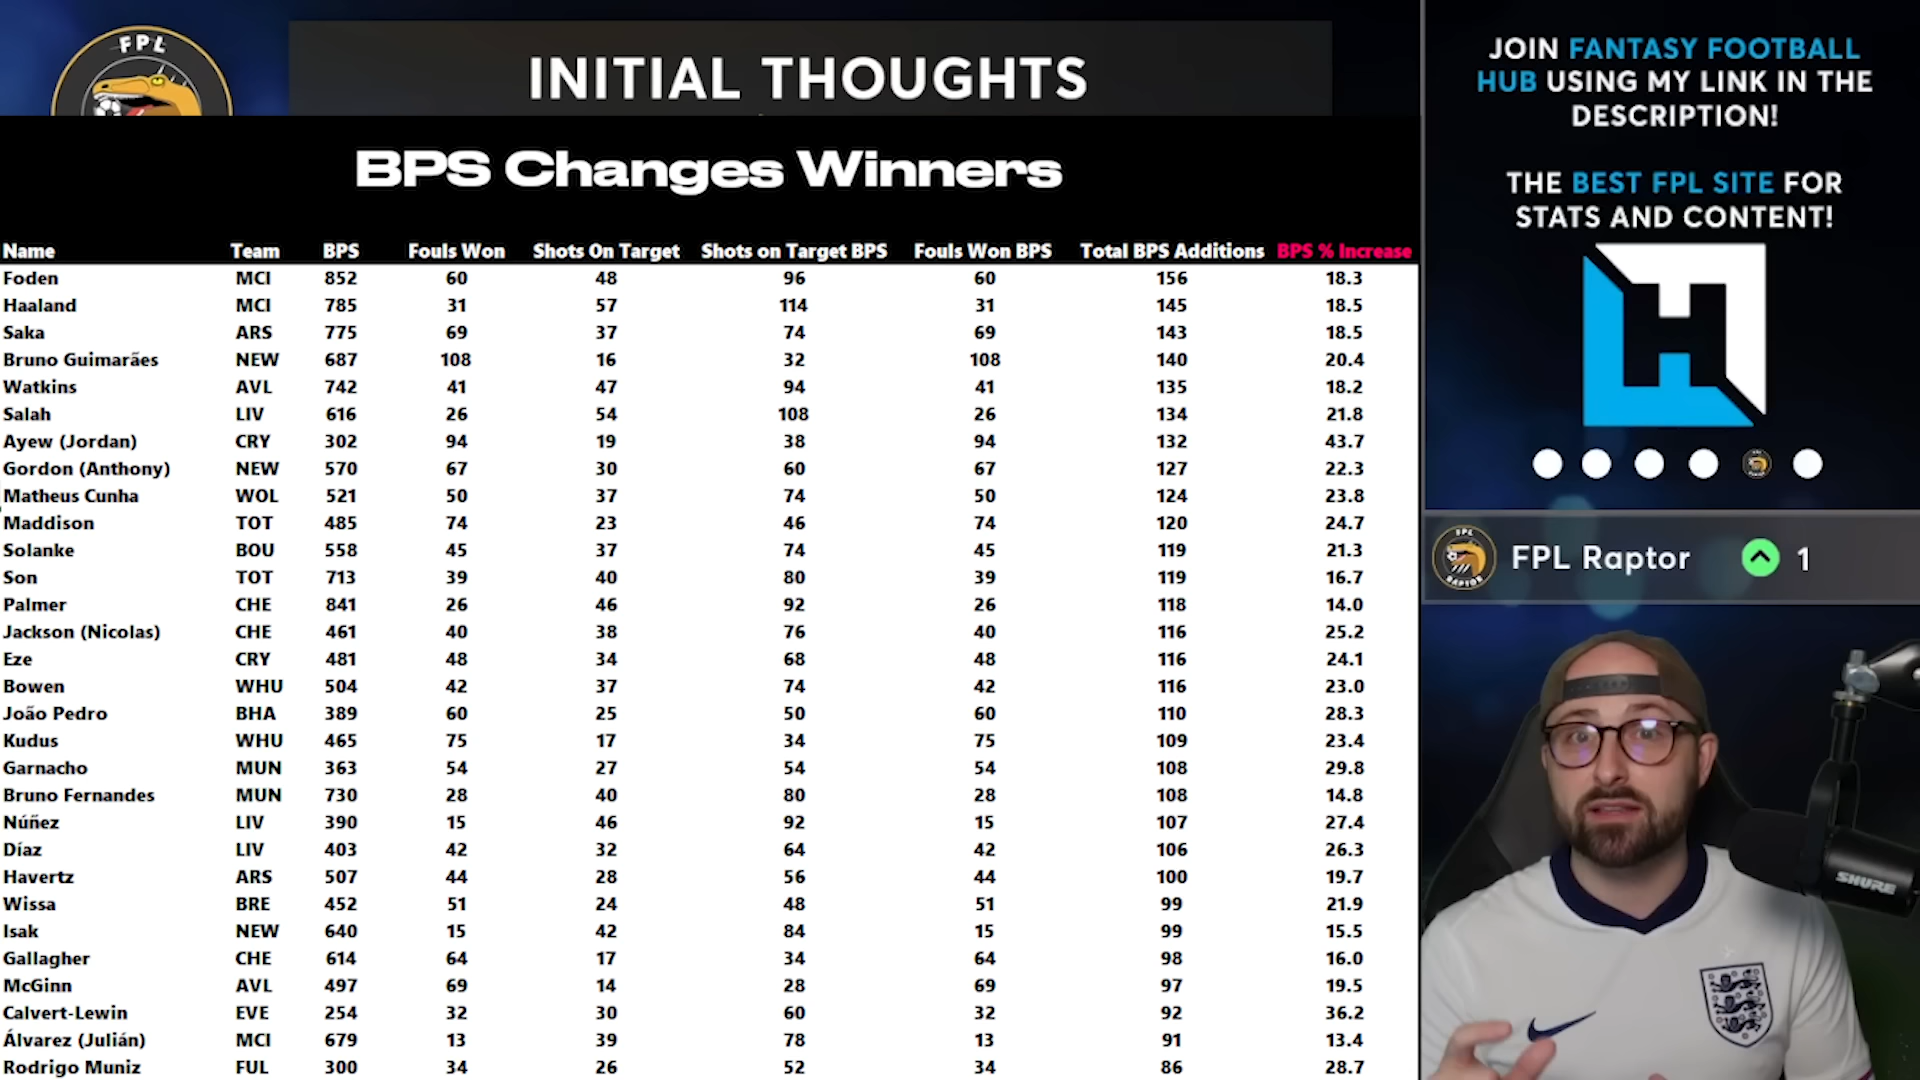 FPL
INITIAL THOUGHTS
BPS Changes Winners
Name Team BPS Fouls Won Shots On Target Shots on Target BPS Fouls Won BPS Total BPS Additions BPS % Increase
Foden MCI 852 60 48 96 60 156 18.3
Haaland MCI 785 31 57 114 31 145 18.5
Saka ARS 775 69 37 74 69 143 18.5
Bruno Guimarães NEW 687 108 16 32 108 140 20.4
Watkins AVL 742 41 47 94 41 135 18.2
Salah LIV 616 26 54 108 26 134 21.8
Ayew (Jordan) CRY 302 94 19 38 94 132 43.7
Gordon (Anthony) NEW 570 67 30 60 67 127 22.3
Matheus Cunha WOL 521 50 37 74 50 124 23.8
Maddison TOT 485 74 23 46 74 120 24.7
Solanke BOU 558 45 37 74 45 119 21.3
Son TOT 713 39 40 80 39 119 16.7
Palmer CHE 841 26 46 92 26 118 14.0
Jackson (Nicolas) CHE 461 40 38 76 40 116 25.2
Eze CRY 481 48 34 68 48 116 24.1
Bowen WHU 504 42 37 74 42 116 23.0
João Pedro BHA 389 60 25 50 60 110 28.3
Kudus WHU 465 75 17 34 75 109 23.4
Garnacho MUN 363 54 27 54 54 108 29.8
Bruno Fernandes MUN 730 28 40 80 28 108 14.8
Núñez LIV 390 15 46 92 15 107 27.4
Díaz LIV 403 42 32 64 42 106 26.3
Havertz ARS 507 44 28 56 44 100 19.7
Wissa BRE 452 51 24 48 51 99 21.9
Isak NEW 640 15 42 84 15 99 15.5
Gallagher CHE 614 64 17 34 64 98 16.0
McGinn AVL 497 69 14 28 69 97 19.5
Calvert-Lewin EVE 254 32 30 60 32 92 36.2
Álvarez (Julián) MCI 679 13 39 78 13 91 13.4
Rodrigo Muniz FUL 300 34 26 52 34 86 28.7
JOIN FANTASY FOOTBALL
HUB USING MY LINK IN THE
DESCRIPTION!
THE BEST FPL SITE FOR
STATS AND CONTENT!
H
FPL
RAPTOR
FPL Raptor 1
SHURE